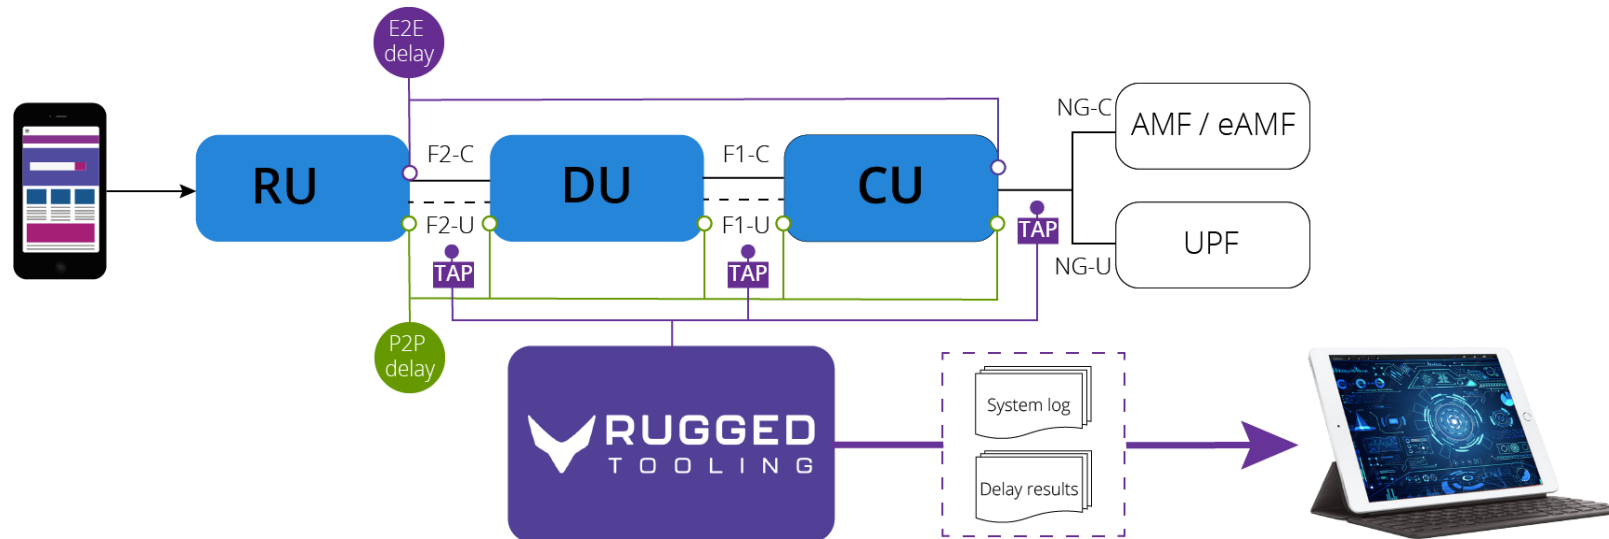 E2E
delay
NG-C
AMF / eAMF
F2-C
F1-C
RU
DU
CU
F2-U
F1-U
TAP
UPF
NG-U
TAP
TAP
P2P
delay
RUGGED
TOOLING
System log
Delay results